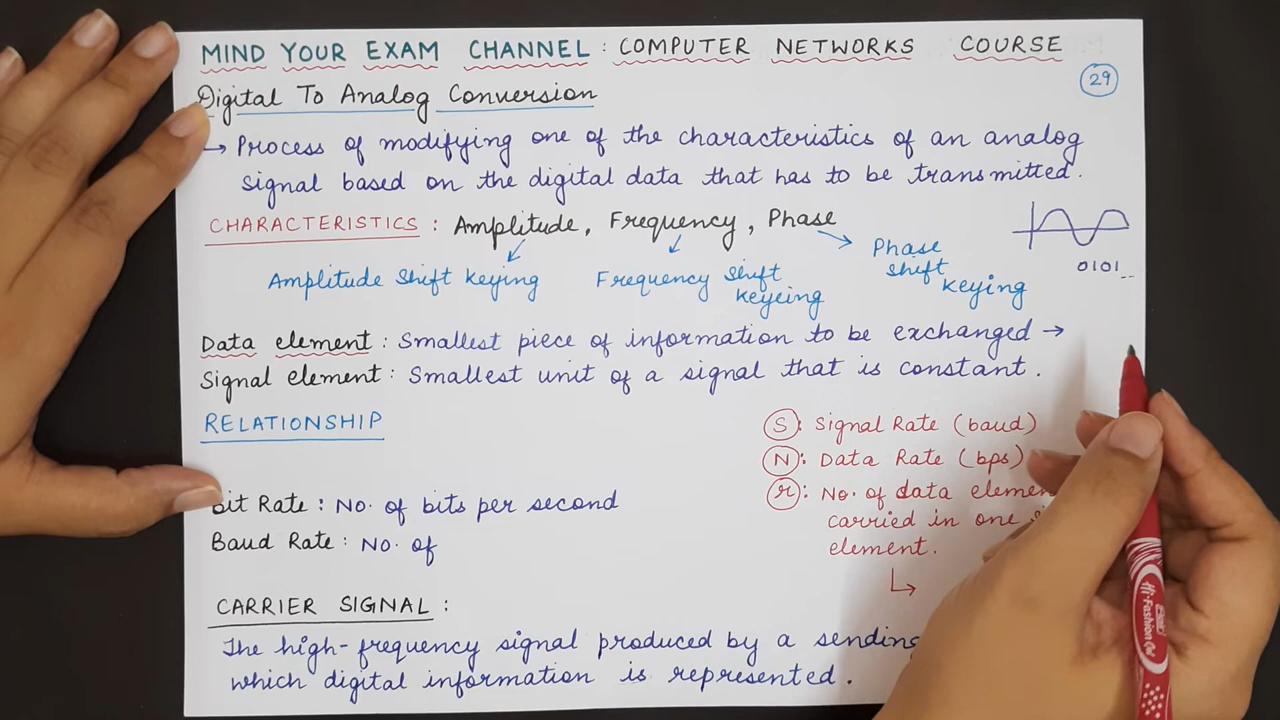 MIND YOUR EXAM CHANNEL : COMPUTER NETWORKS COURSE
29
Digital To Analog Conversion
→ Process of modifying one of the characteristics of an analog
signal based on the digital data that has to be transmitted.
CHARACTERISTICS : Amplitude, Frequency, Phase
Amplitude Shift Keying
Frequency Shift
Keyeing
Phase
Shift
Keying
0101__
Data element : Smallest piece of information to be exchanged →
Signal element : Smallest unit of a signal that is constant.
RELATIONSHIP
S : Signal Rate (baud)
N : Data Rate (bps)
r : No. of data elemen
carried in one
element.
Bit Rate : No. of bits per second
Baud Rate : No. of
CARRIER SIGNAL :
The high-frequency signal produced by a sending
which digital information is represented.
Hi-Fashion Gel